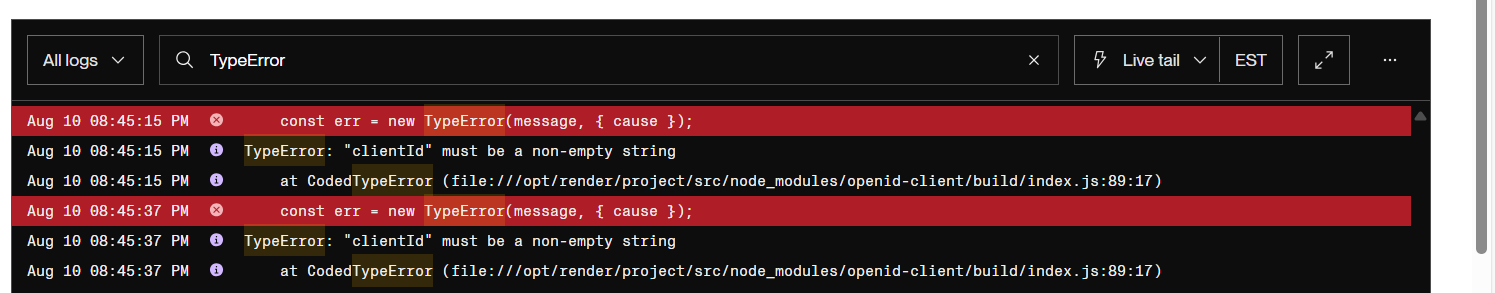 All logs TypeError Live tail EST
Aug 10 08:45:15 PM const err = new TypeError(message, { cause });
Aug 10 08:45:15 PM TypeError: "clientId" must be a non-empty string
Aug 10 08:45:15 PM at CodedTypeError (file:///opt/render/project/src/node_modules/openid-client/build/index.js:89:17)
Aug 10 08:45:37 PM const err = new TypeError(message, { cause });
Aug 10 08:45:37 PM TypeError: "clientId" must be a non-empty string
Aug 10 08:45:37 PM at CodedTypeError (file:///opt/render/project/src/node_modules/openid-client/build/index.js:89:17)